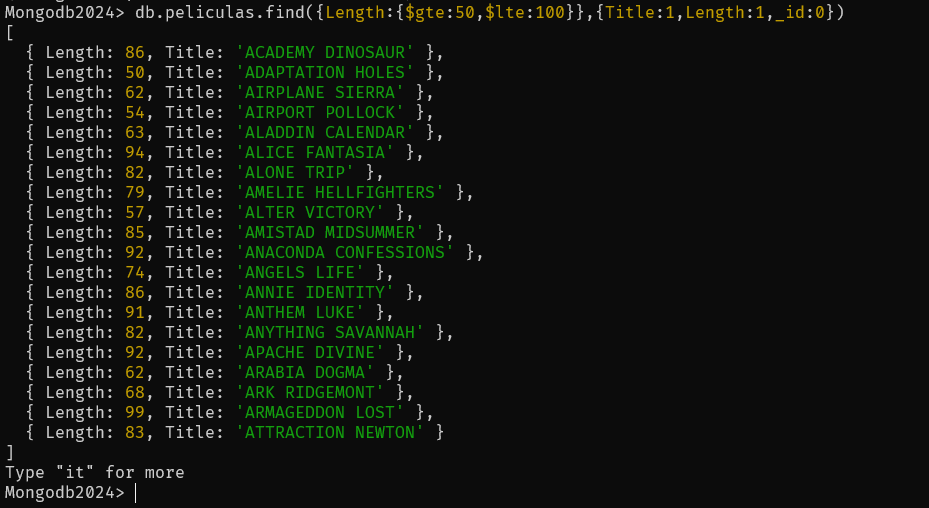 Mongodb2024> db.peliculas.find({Length:{$gte:50,$lte:100}},{Title:1,Length:1,_id:0})
[
  { Length: 86, Title: 'ACADEMY DINOSAUR' },
  { Length: 50, Title: 'ADAPTATION HOLES' },
  { Length: 62, Title: 'AIRPLANE SIERRA' },
  { Length: 54, Title: 'AIRPORT POLLOCK' },
  { Length: 63, Title: 'ALADDIN CALENDAR' },
  { Length: 94, Title: 'ALICE FANTASIA' },
  { Length: 82, Title: 'ALONE TRIP' },
  { Length: 79, Title: 'AMELIE HELLFIGHTERS' },
  { Length: 57, Title: 'ALTER VICTORY' },
  { Length: 85, Title: 'AMISTAD MIDSUMMER' },
  { Length: 92, Title: 'ANACONDA CONFESSIONS' },
  { Length: 74, Title: 'ANGELS LIFE' },
  { Length: 86, Title: 'ANNIE IDENTITY' },
  { Length: 91, Title: 'ANTHEM LUKE' },
  { Length: 82, Title: 'ANYTHING SAVANNAH' },
  { Length: 92, Title: 'APACHE DIVINE' },
  { Length: 62, Title: 'ARABIA DOGMA' },
  { Length: 68, Title: 'ARK RIDGEMONT' },
  { Length: 99, Title: 'ARMAGEDDON LOST' },
  { Length: 83, Title: 'ATTRACTION NEWTON' }
]
Type "it" for more
Mongodb2024>